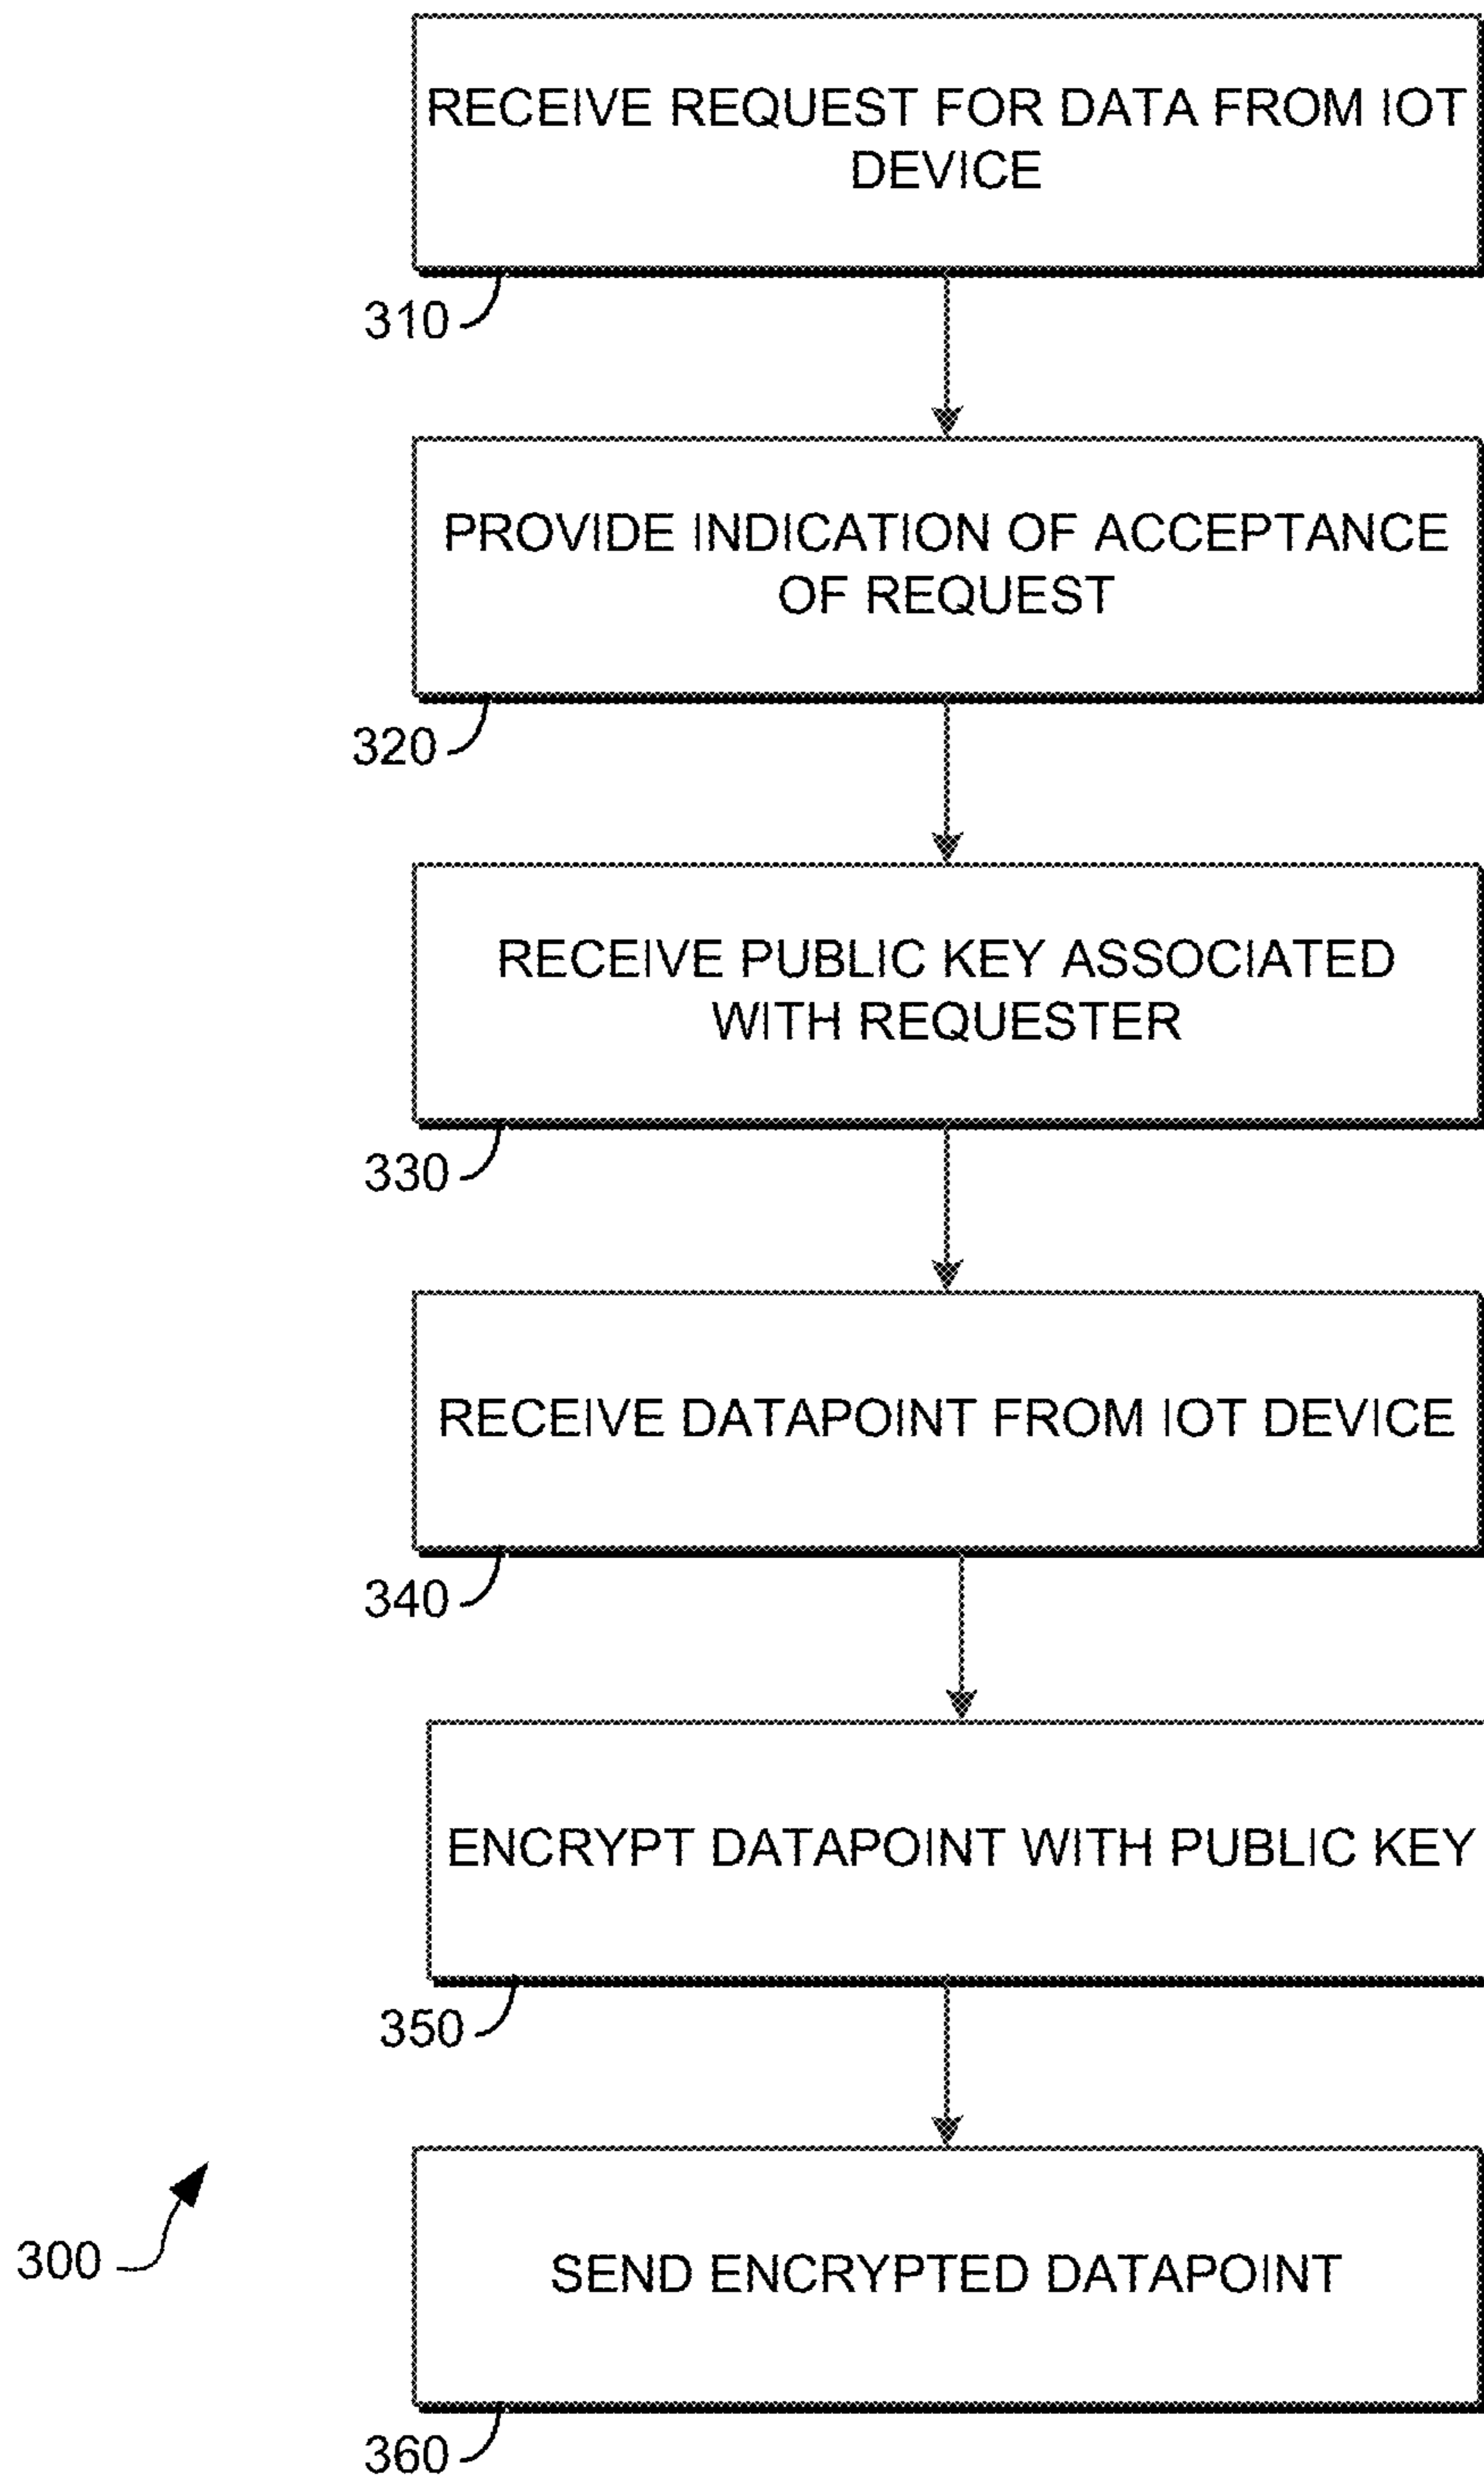 RECEIVE REQUEST FOR DATA FROM IOT
DEVICE
310
PROVIDE INDICATION OF ACCEPTANCE
OF REQUEST
320
RECEIVE PUBLIC KEY ASSOCIATED
WITH REQUESTER
330
RECEIVE DATAPOINT FROM IOT DEVICE
340
ENCRYPT DATAPOINT WITH PUBLIC KEY
350
300
SEND ENCRYPTED DATAPOINT
360